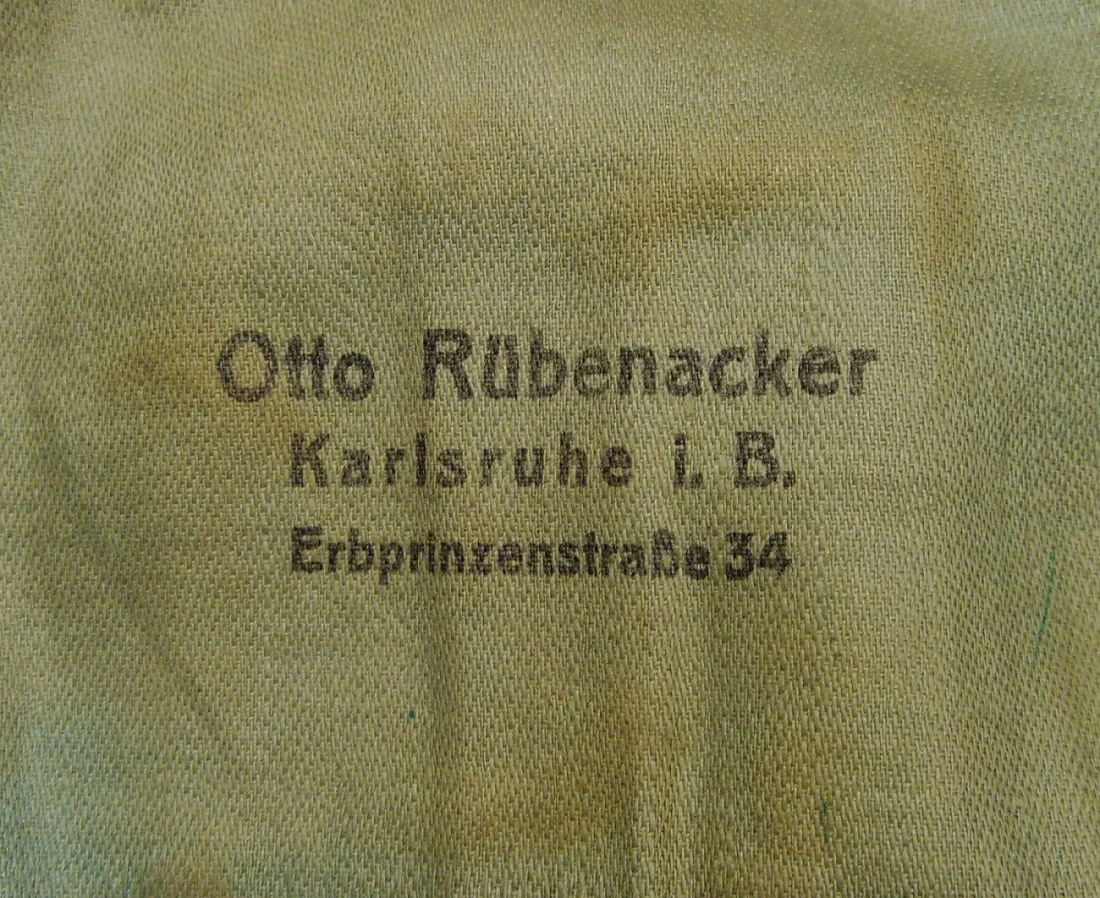 Otto Rübenacker
Karlsruhe i. B.
Erbprinzenstraße 34